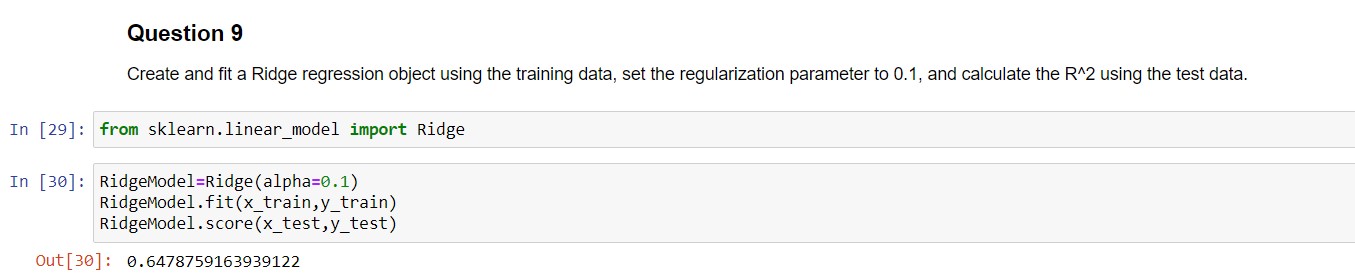 Question 9
Create and fit a Ridge regression object using the training data, set the regularization parameter to 0.1, and calculate the R^2 using the test data.
In [29]: from sklearn.linear_model import Ridge
In [30]: RidgeModel=Ridge(alpha=0.1)
RidgeModel.fit(x_train,y_train)
RidgeModel.score(x_test,y_test)
Out[30]: 0.6478759163939122